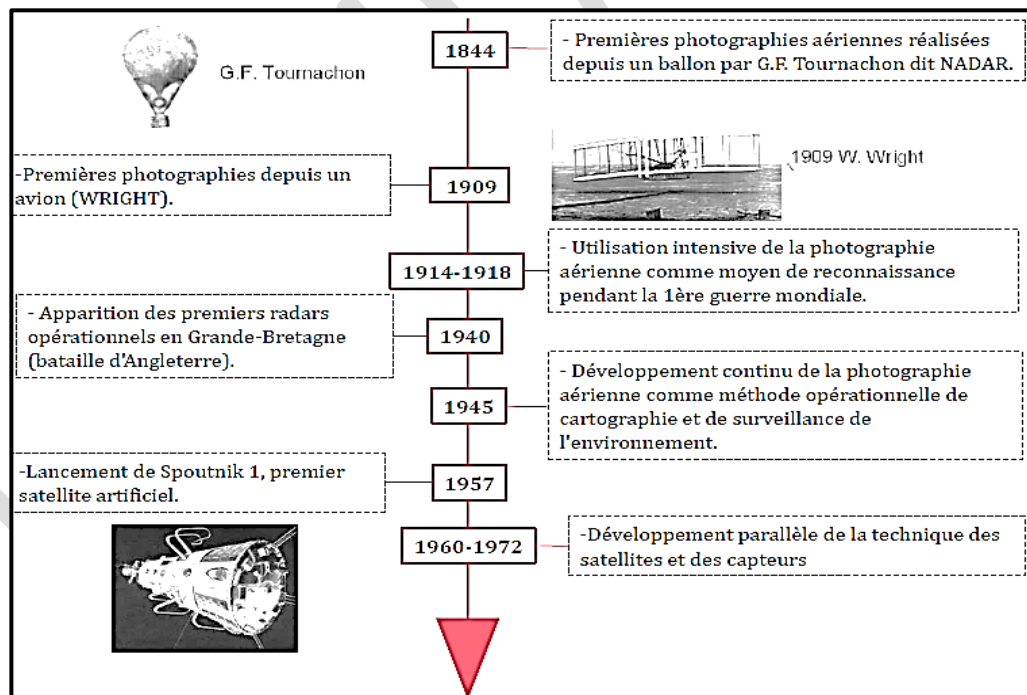 1844
- Premières photographies aériennes réalisées
depuis un ballon par G.F. Tournachon dit NADAR.
G.F. Tournachon
1909 W. Wright
-Premières photographies depuis un
avion (WRIGHT).
1909
1914-1918
- Utilisation intensive de la photographie
aérienne comme moyen de reconnaissance
pendant la 1ère guerre mondiale.
- Apparition des premiers radars
opérationnels en Grande-Bretagne
(bataille d'Angleterre).
1940
1945
- Développement continu de la photographie
aérienne comme méthode opérationnelle de
cartographie et de surveillance de
l'environnement.
-Lancement de Spoutnik 1, premier
satellite artificiel.
1957
1960-1972
-Développement parallèle de la technique des
satellites et des capteurs